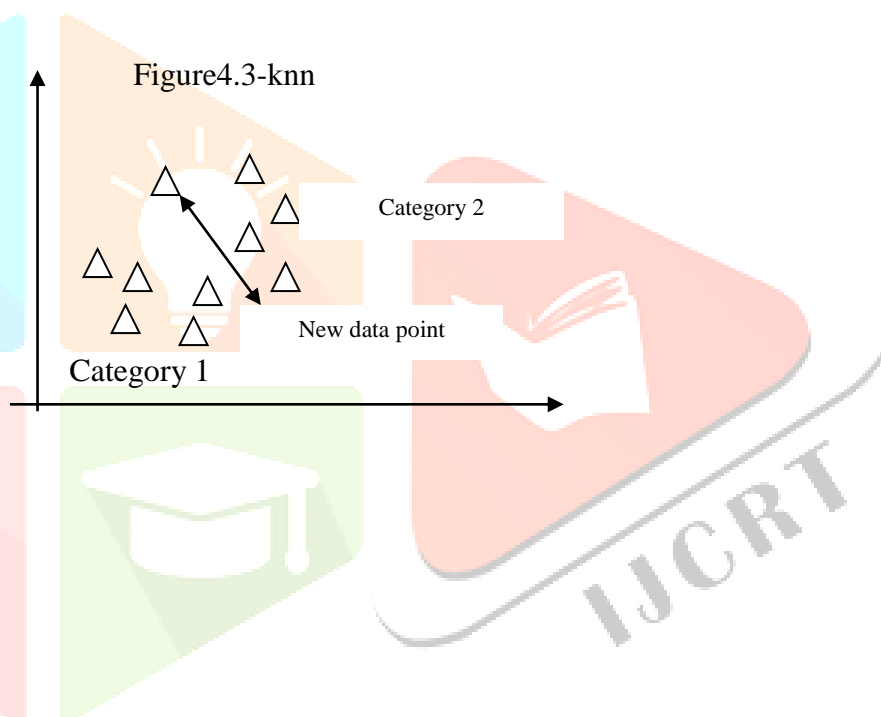 Figure4.3-knn
Category 2
New data point
Category 1
IJCRT